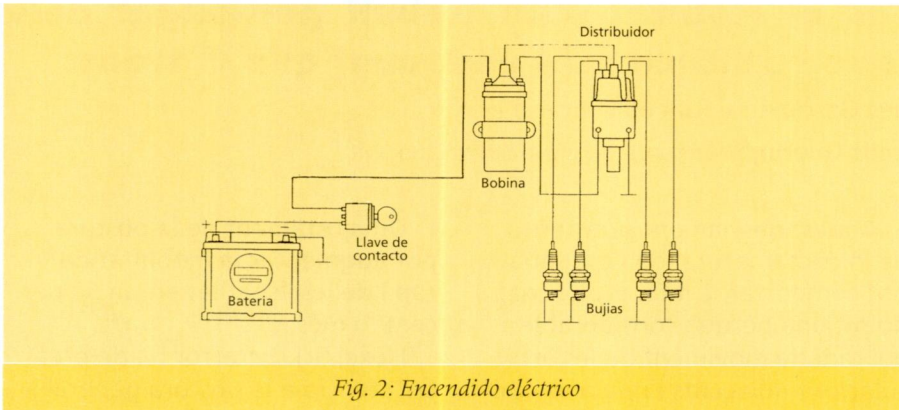 Distribuidor
Bobina
+ −
Llave de
contacto
Bateria
Bujias
Fig. 2: Encendido eléctrico